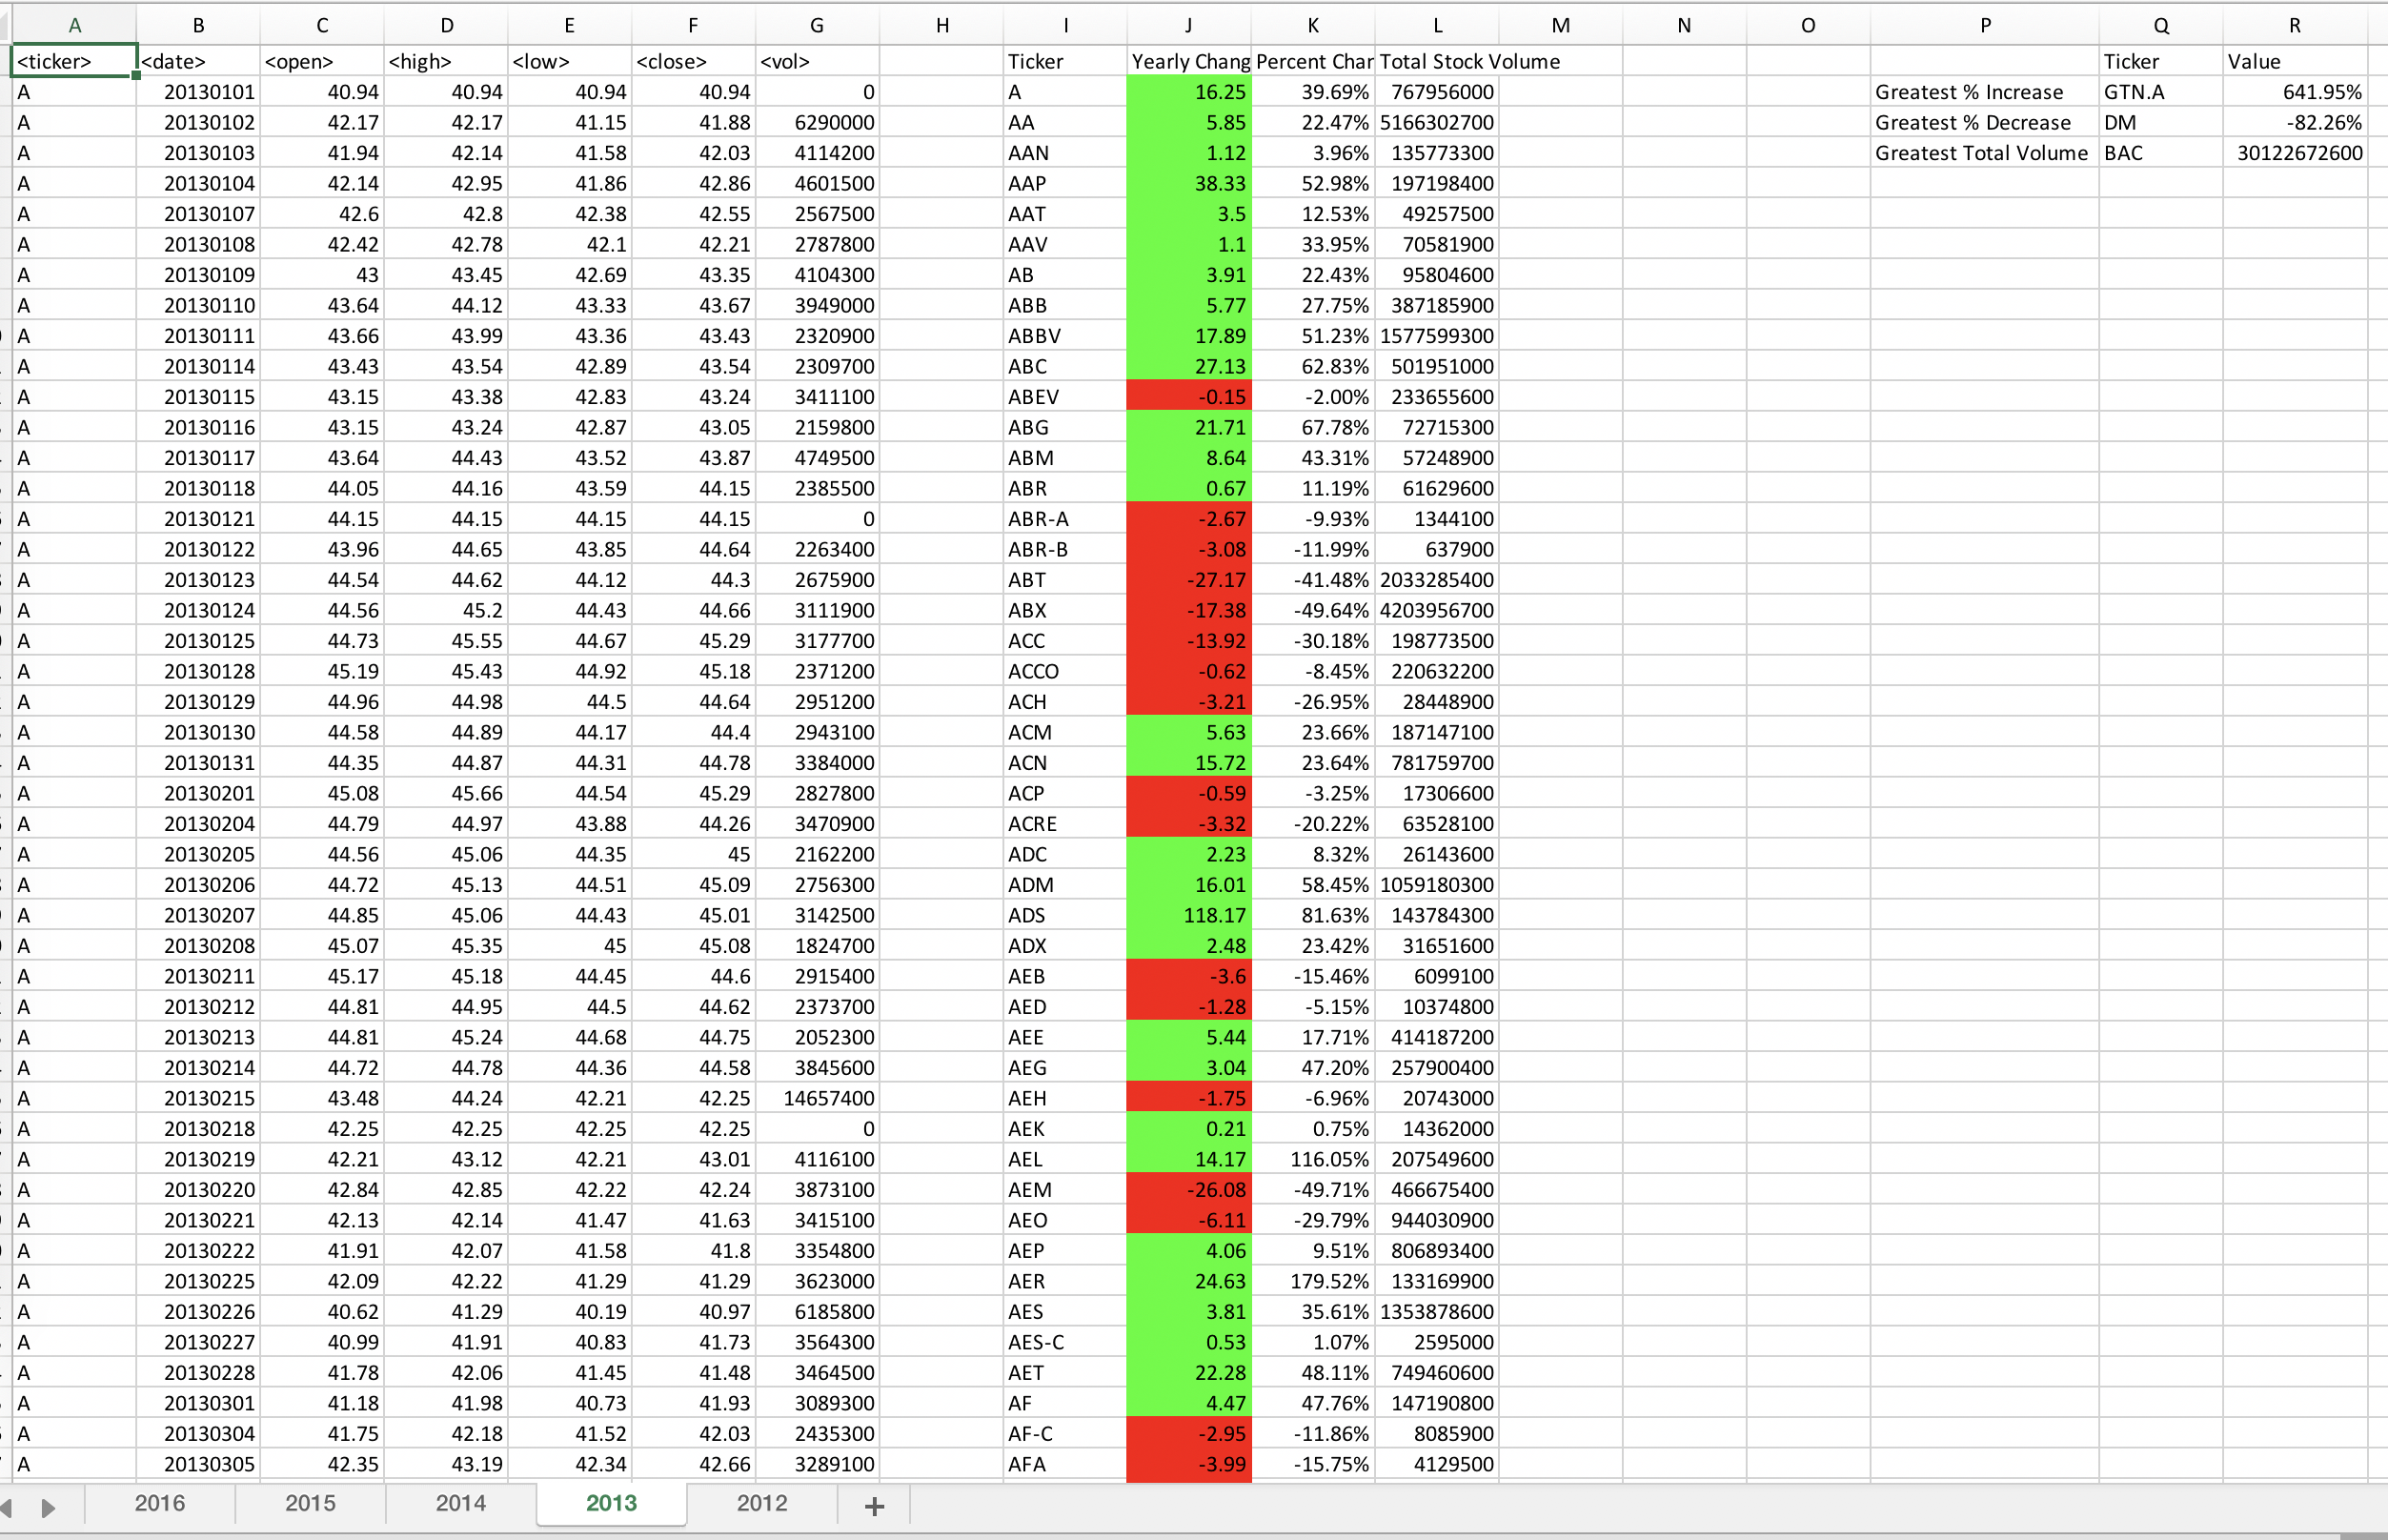 A B C D E F G H I J K L M N O P Q R
<ticker> <date> <open> <high> <low> <close> <vol> Ticker Yearly Chang Percent Char Total Stock Volume Ticker Value
A 20130101 40.94 40.94 40.94 40.94 0 A 16.25 39.69% 767956000 Greatest % Increase GTN.A 641.95%
A 20130102 42.17 42.17 41.15 41.88 6290000 AA 5.85 22.47% 5166302700 Greatest % Decrease DM -82.26%
A 20130103 41.94 42.14 41.58 42.03 4114200 AAN 1.12 3.96% 135773300 Greatest Total Volume BAC 30122672600
A 20130104 42.14 42.95 41.86 42.86 4601500 AAP 38.33 52.98% 197198400
A 20130107 42.6 42.8 42.38 42.55 2567500 AAT 3.5 12.53% 49257500
A 20130108 42.42 42.78 42.1 42.21 2787800 AAV 1.1 33.95% 70581900
A 20130109 43 43.45 42.69 43.35 4104300 AB 3.91 22.43% 95804600
A 20130110 43.64 44.12 43.33 43.67 3949000 ABB 5.77 27.75% 387185900
A 20130111 43.66 43.99 43.36 43.43 2320900 ABBV 17.89 51.23% 1577599300
A 20130114 43.43 43.54 42.89 43.54 2309700 ABC 27.13 62.83% 501951000
A 20130115 43.15 43.38 42.83 43.24 3411100 ABEV -0.15 -2.00% 233655600
A 20130116 43.15 43.24 42.87 43.05 2159800 ABG 21.71 67.78% 72715300
A 20130117 43.64 44.43 43.52 43.87 4749500 ABM 8.64 43.31% 57248900
A 20130118 44.05 44.16 43.59 44.15 2385500 ABR 0.67 11.19% 61629600
A 20130121 44.15 44.15 44.15 44.15 0 ABR-A -2.67 -9.93% 1344100
A 20130122 43.96 44.65 43.85 44.64 2263400 ABR-B -3.08 -11.99% 637900
A 20130123 44.54 44.62 44.12 44.3 2675900 ABT -27.17 -41.48% 2033285400
A 20130124 44.56 45.2 44.43 44.66 3111900 ABX -17.38 -49.64% 4203956700
A 20130125 44.73 45.55 44.67 45.29 3177700 ACC -13.92 -30.18% 198773500
A 20130128 45.19 45.43 44.92 45.18 2371200 ACCO -0.62 -8.45% 220632200
A 20130129 44.96 44.98 44.5 44.64 2951200 ACH -3.21 -26.95% 28448900
A 20130130 44.58 44.89 44.17 44.4 2943100 ACM 5.63 23.66% 187147100
A 20130131 44.35 44.87 44.31 44.78 3384000 ACN 15.72 23.64% 781759700
A 20130201 45.08 45.66 44.54 45.29 2827800 ACP -0.59 -3.25% 17306600
A 20130204 44.79 44.97 43.88 44.26 3470900 ACRE -3.32 -20.22% 63528100
A 20130205 44.56 45.06 44.35 45 2162200 ADC 2.23 8.32% 26143600
A 20130206 44.72 45.13 44.51 45.09 2756300 ADM 16.01 58.45% 1059180300
A 20130207 44.85 45.06 44.43 45.01 3142500 ADS 118.17 81.63% 143784300
A 20130208 45.07 45.35 45 45.08 1824700 ADX 2.48 23.42% 31651600
A 20130211 45.17 45.18 44.45 44.6 2915400 AEB -3.6 -15.46% 6099100
A 20130212 44.81 44.95 44.5 44.62 2373700 AED -1.28 -5.15% 10374800
A 20130213 44.81 45.24 44.68 44.75 2052300 AEE 5.44 17.71% 414187200
A 20130214 44.72 44.78 44.36 44.58 3845600 AEG 3.04 47.20% 257900400
A 20130215 43.48 44.24 42.21 42.25 14657400 AEH -1.75 -6.96% 20743000
A 20130218 42.25 42.25 42.25 42.25 0 AEK 0.21 0.75% 14362000
A 20130219 42.21 43.12 42.21 43.01 4116100 AEL 14.17 116.05% 207549600
A 20130220 42.84 42.85 42.22 42.24 3873100 AEM -26.08 -49.71% 466675400
A 20130221 42.13 42.14 41.47 41.63 3415100 AEO -6.11 -29.79% 944030900
A 20130222 41.91 42.07 41.58 41.8 3354800 AEP 4.06 9.51% 806893400
A 20130225 42.09 42.22 41.29 41.29 3623000 AER 24.63 179.52% 133169900
A 20130226 40.62 41.29 40.19 40.97 6185800 AES 3.81 35.61% 1353878600
A 20130227 40.99 41.91 40.83 41.73 3564300 AES-C 0.53 1.07% 2595000
A 20130228 41.78 42.06 41.45 41.48 3464500 AET 22.28 48.11% 749460600
A 20130301 41.18 41.98 40.73 41.93 3089300 AF 4.47 47.76% 147190800
A 20130304 41.75 42.18 41.52 42.03 2435300 AF-C -2.95 -11.86% 8085900
A 20130305 42.35 43.19 42.34 42.66 3289100 AFA -3.99 -15.75% 4129500
2016 2015 2014 2013 2012 +